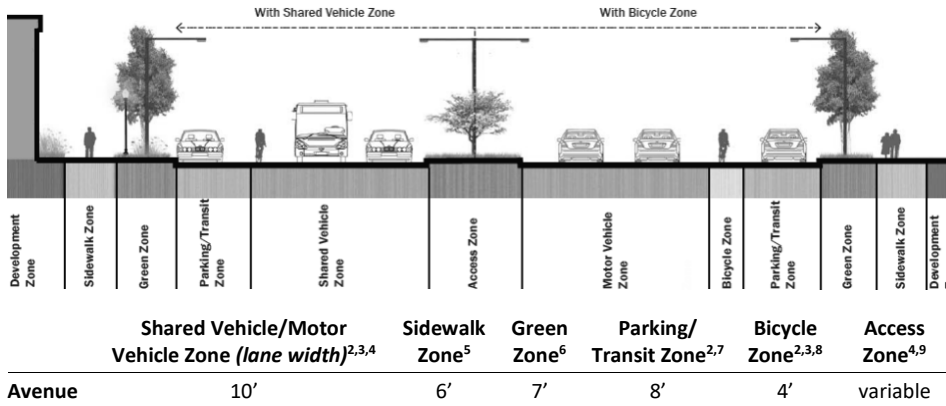 With Shared Vehicle Zone
With Bicycle Zone
Development
Zone
Sidewalk Zone
Green Zone
Parking/Transit
Zone
Shared Vehicle
Zone
Access Zone
Motor Vehicle
Zone
Bicycle Zone
Parking/Transit
Zone
Green Zone
Sidewalk Zone
Development
Shared Vehicle/Motor Sidewalk Green Parking/ Bicycle Access
Vehicle Zone (lane width)2,3,4 Zone5 Zone6 Transit Zone2,7 Zone2,3,8 Zone4,9
Avenue 10’ 6’ 7’ 8’ 4’ variable